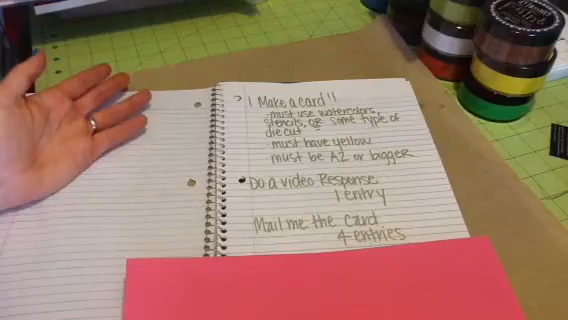 1 Make a card!!
- must use watercolors,
stencils, OR some type of
die cut
- must have yellow
- must be A2 or bigger
Do a video Response
1 entry
Mail me the card
4 entries